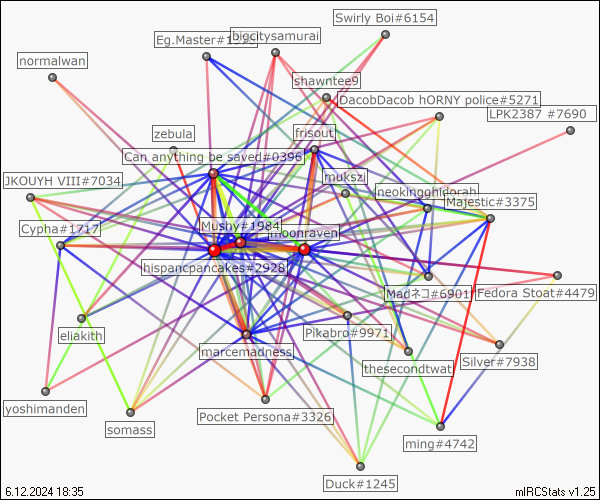 Swirly Boi#6154
Eg.Master#1
bigcitysamurai
normalwan
shawntee9
DacobDacob hORNY police#5271
LPK2387 #7690
zebula
frisout
Can anything be saved#0396
mukszi
JKOUYH VIII#7034
neokingghidorah
Majestic#3375
Cypha#1717
Mushy#1984
moonraven
hispancpancakes#2928
Madネコ#6901
Fedora Stoat#4479
eliakith
Pikabro#9971
marcemadness
thesecondtwat
Silver#7938
yoshimanden
Pocket Persona#3326
somass
ming#4742
Duck#1245
6.12.2024 18:35
mIRCStats v1.25